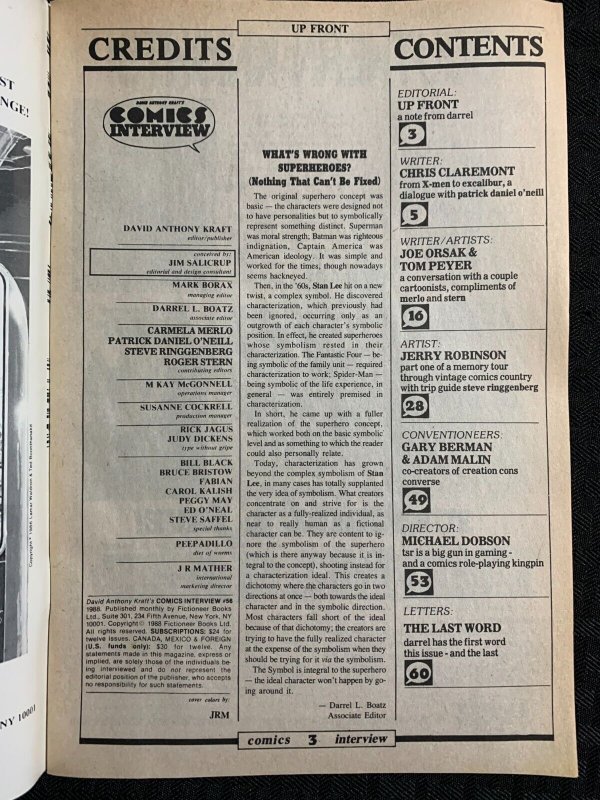 ST
NGE!
Copyright © 1988 Lamar Waldron & Ted Boonthanakit
NY 10001
UP FRONT
CREDITS
DAVID ANTHONY KRAFT'S
COMICS
INTERVIEW
DAVID ANTHONY KRAFT
editor/publisher
conceived by:
JIM SALICRUP
editorial and design consultant
MARK BORAX
managing editor
DARREL L. BOATZ
associate editor
CARMELA MERLO
PATRICK DANIEL O'NEILL
STEVE RINGGENBERG
ROGER STERN
contributing editors
M KAY McGONNELL
operations manager
SUSANNE COCKRELL
production manager
RICK JAGUS
JUDY DICKENS
type without gripe
BILL BLACK
BRUCE BRISTOW
FABIAN
CAROL KALISH
PEGGY MAY
ED O'NEAL
STEVE SAFFEL
special thanks
PEEPADILLO
diet of worms
J R MATHER
international
marketing director
David Anthony Kraft's COMICS INTERVIEW #56
1988. Published monthly by Fictioneer Books
Ltd., Suite 301, 234 Fifth Avenue, New York, NY
10001. Copyright © 1988 Fictioneer Books Ltd.
All rights reserved. SUBSCRIPTIONS: $24 for
twelve issues. CANADA, MEXICO & FOREIGN
(U.S. funds only): $30 for twelve. Any
statements made in this magazine, express or
implied, are solely those of the individuals be-
ing interviewed and do not represent the
editorial position of the publisher, who accepts
no responsibility for such statements.
cover colors by:
JRM
WHAT'S WRONG WITH
SUPERHEROES?
(Nothing That Can't Be Fixed)
The original superhero concept was
basic — the characters were designed not
to have personalities but to symbolically
represent something distinct. Superman
was moral strength, Batman was righteous
indignation, Captain America was
American ideology. It was simple and
worked for the times, though nowadays
seems hackneyed.
Then, in the '60s, Stan Lee hit on a new
twist, a complex symbol. He discovered
characterization, which previously had
been ignored, occurring only as an
outgrowth of each character's symbolic
position. In effect, he created superheroes
whose symbolism rested in their
characterization. The Fantastic Four — be-
ing symbolic of the family unit — required
characterization to work; Spider-Man —
being symbolic of the life experience, in
general — was entirely premised in
characterization.
In short, he came up with a fuller
realization of the superhero concept,
which worked both on the basic symbolic
level and as something to which the reader
could also personally relate.
Today, characterization has grown
beyond the complex symbolism of Stan
Lee, in many cases has totally supplanted
the very idea of symbolism. What creators
concentrate on and strive for is the
character as a fully-realized individual, as
near to really human as a fictional
character can be. They are content to ig-
nore the symbolism of the superhero
(which is there anyway because it is in-
tegral to the concept), shooting instead for
a characterization ideal. This creates a
dichotomy where the characters go in two
directions at once — both towards the ideal
character and in the symbolic direction.
Most characters fall short of the ideal
because of that dichotomy; the creators are
trying to have the fully realized character
at the expense of the symbolism when they
should be trying for it via the symbolism.
The Symbol is integral to the superhero
— the ideal character won't happen by go-
ing around it.
— Darrel L. Boatz
Associate Editor
CONTENTS
EDITORIAL:
UP FRONT
a note from darrel
3
WRITER:
CHRIS CLAREMONT
from X-men to excalibur, a
dialogue with patrick daniel o'neill
5
WRITER/ARTISTS:
JOE ORSAK &
TOM PEYER
a conversation with a couple
cartoonists, compliments of
merlo and stern
16
ARTIST:
JERRY ROBINSON
part one of a memory tour
through vintage comics country
with trip guide steve ringgenberg
28
CONVENTIONEERS:
GARY BERMAN
& ADAM MALIN
co-creators of creation cons
converse
49
DIRECTOR:
MICHAEL DOBSON
tsr is a big gun in gaming -
and a comics role-playing kingpin
53
LETTERS:
THE LAST WORD
darrel has the first word
this issue - and the last
60
comics 3 interview